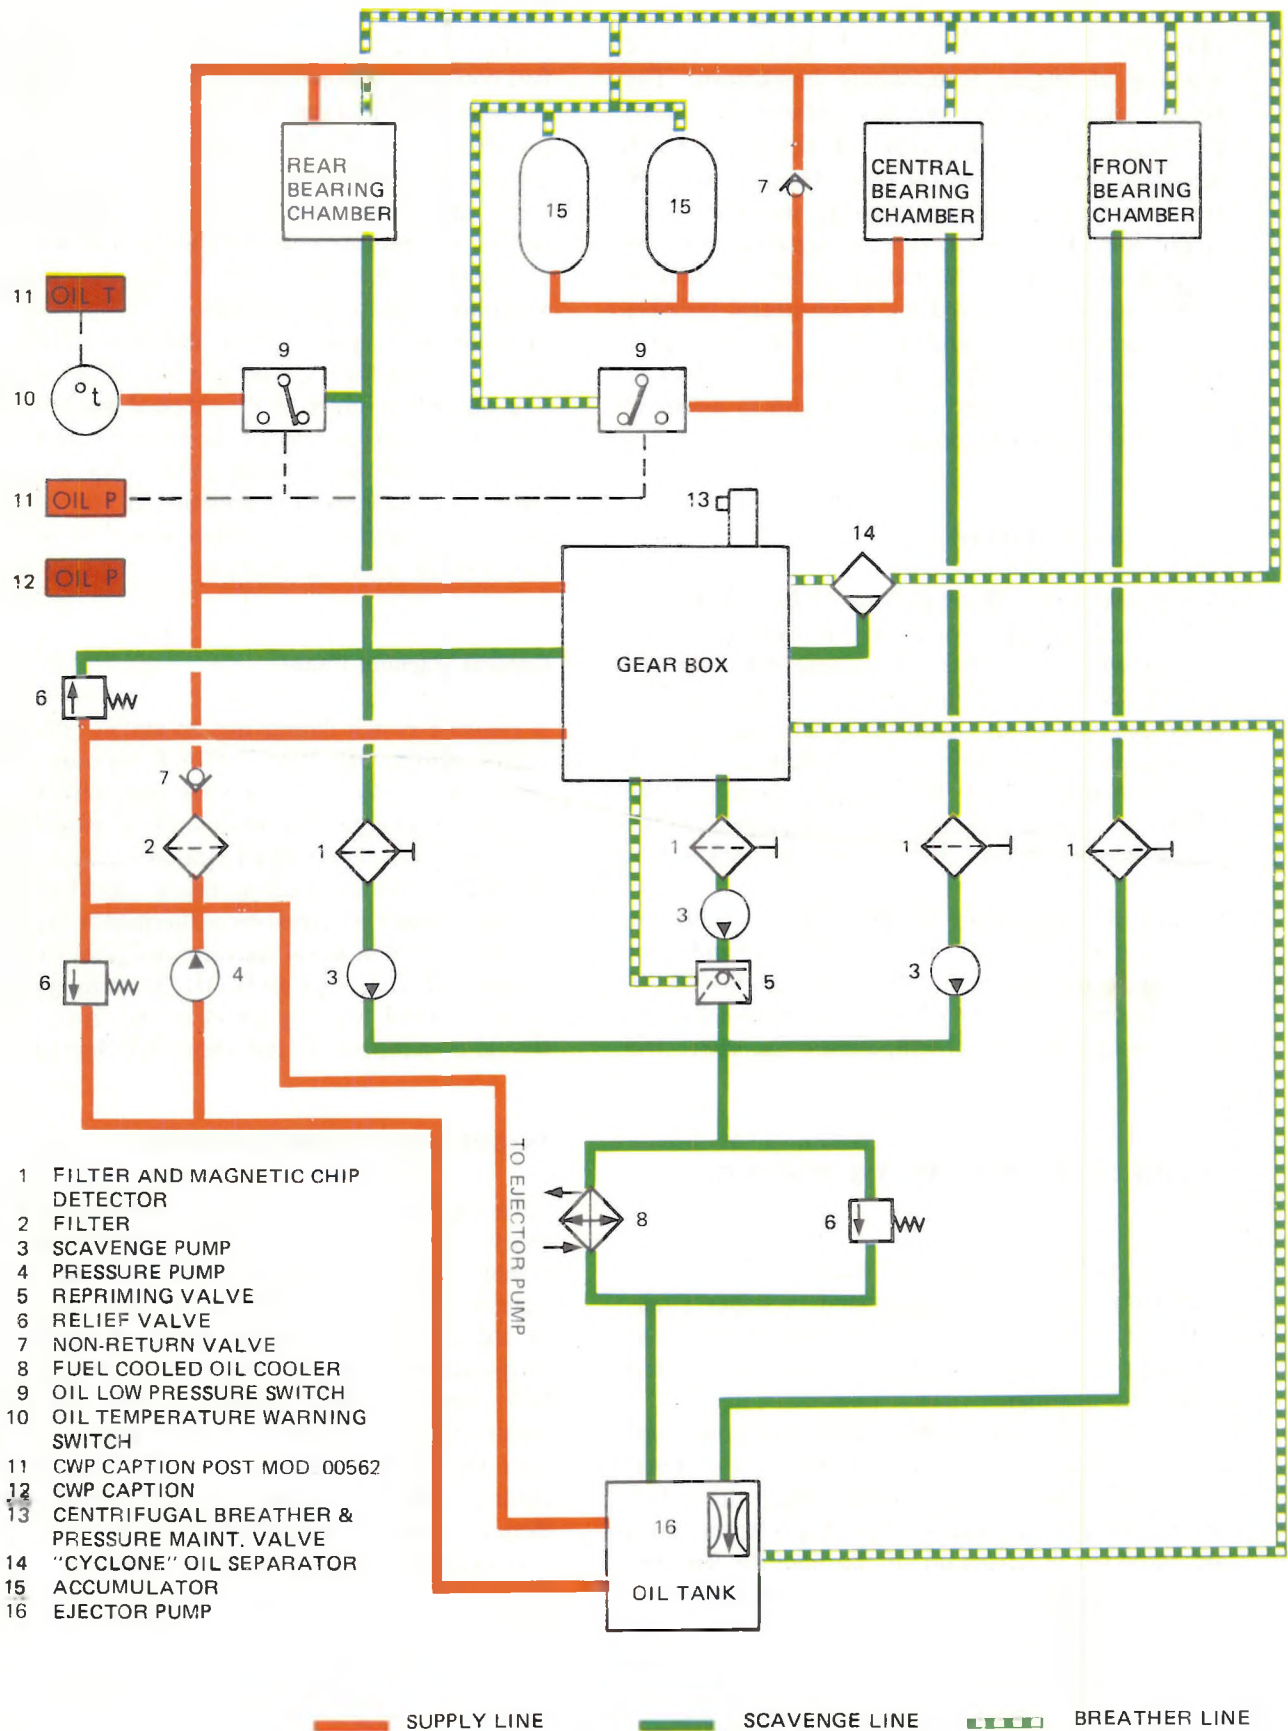 REAR
BEARING
CHAMBER
15
15
7
CENTRAL
BEARING
CHAMBER
FRONT
BEARING
CHAMBER
11 OIL T
9
9
10 °t
11 OIL P
13
14
12 OIL P
GEAR BOX
6
7
2
1
1
1
1
3
6
4
3
5
3
TO EJECTOR PUMP
8
6
16
OIL TANK
1 FILTER AND MAGNETIC CHIP
DETECTOR
2 FILTER
3 SCAVENGE PUMP
4 PRESSURE PUMP
5 REPRIMING VALVE
6 RELIEF VALVE
7 NON-RETURN VALVE
8 FUEL COOLED OIL COOLER
9 OIL LOW PRESSURE SWITCH
10 OIL TEMPERATURE WARNING
SWITCH
11 CWP CAPTION POST MOD 00562
12 CWP CAPTION
13 CENTRIFUGAL BREATHER &
PRESSURE MAINT. VALVE
14 "CYCLONE" OIL SEPARATOR
15 ACCUMULATOR
16 EJECTOR PUMP
SUPPLY LINE
SCAVENGE LINE
BREATHER LINE